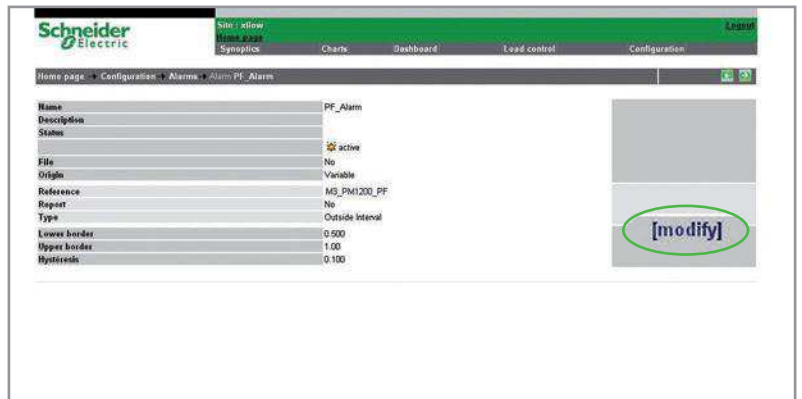 Schneider Electric
Site : xflow
Logout
Home page
Synoptics Charts Dashboard Load control Configuration
Home page Configuration Alarms Alarm PF_Alarm
Name PF_Alarm
Description
Status
active
File No
Origin Variable
Reference M3_PM1200_PF
Report No
Type Outside Interval
[modify]
Lower border 0.500
Upper border 1.00
Hystéresis 0.100